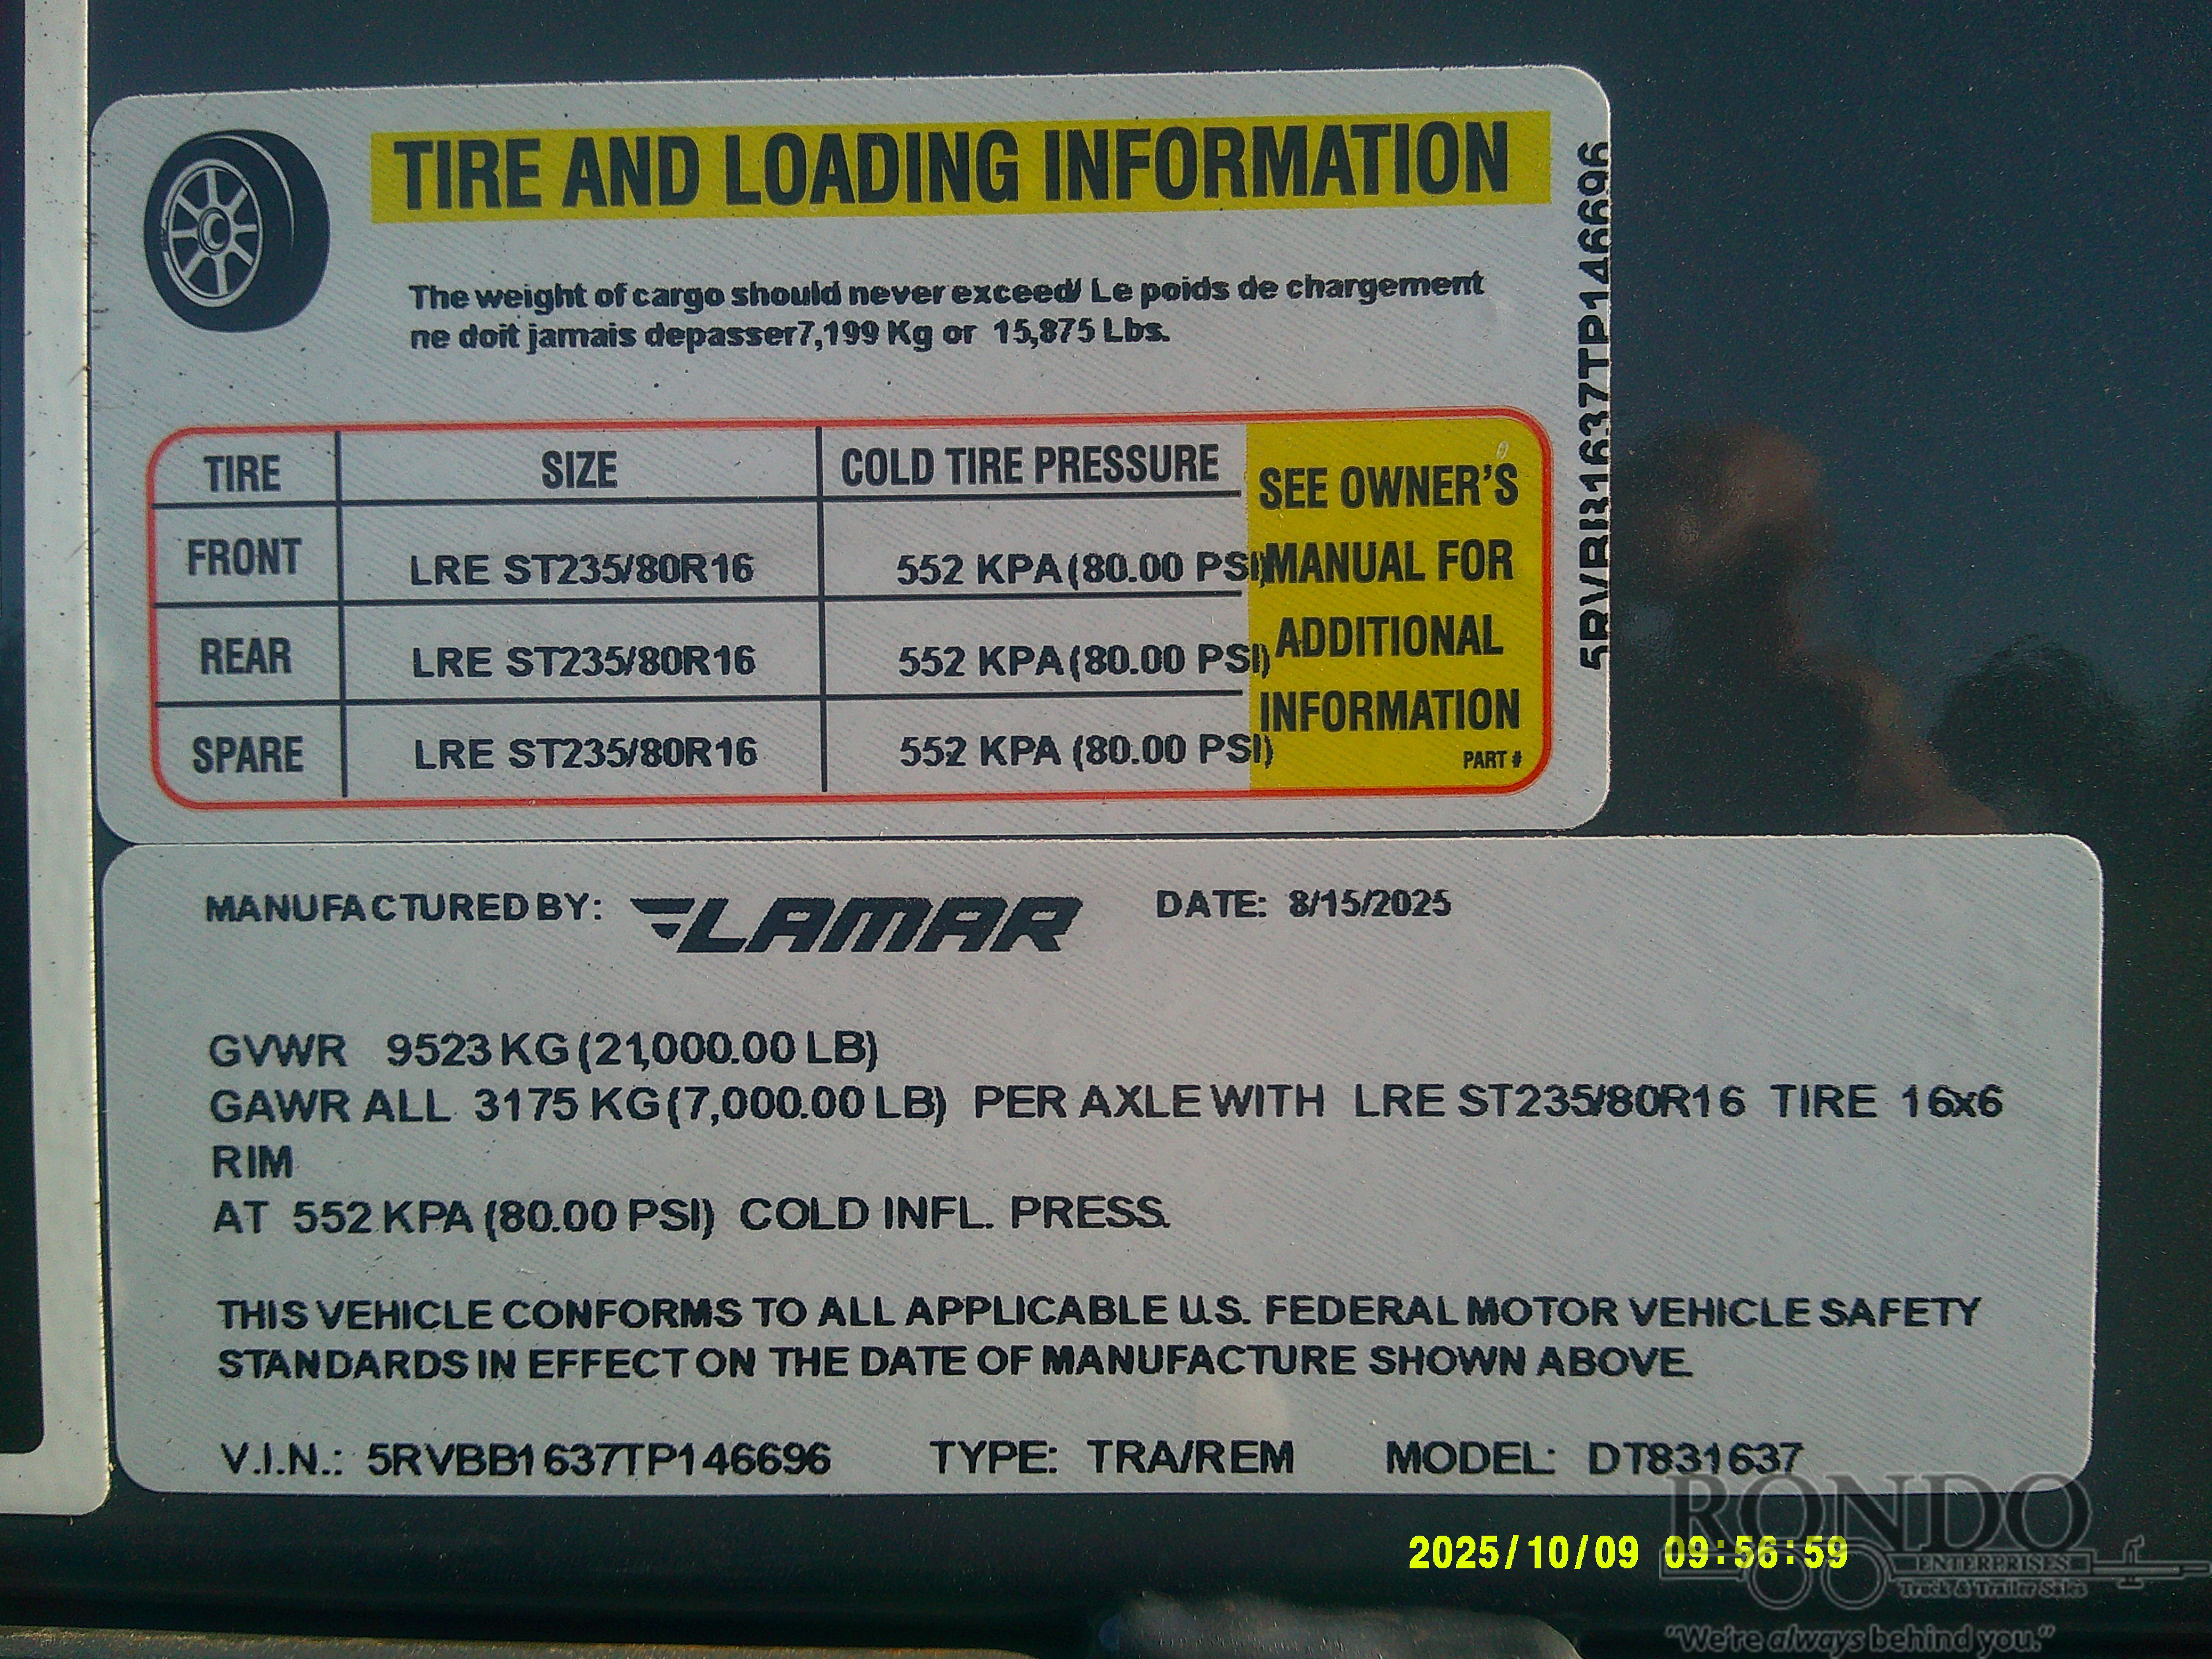 TIRE AND LOADING INFORMATION
The weight of cargo should never exceed/ Le poids de chargement
ne doit jamais depasser7,199 Kg or 15,875 Lbs.
TIRE SIZE COLD TIRE PRESSURE
FRONT LRE ST235/80R16 552 KPA (80.00 PSI)
REAR LRE ST235/80R16 552 KPA (80.00 PSI)
SPARE LRE ST235/80R16 552 KPA (80.00 PSI)
SEE OWNER'S
MANUAL FOR
ADDITIONAL
INFORMATION
PART #
5RVBB1637TP146696
MANUFACTURED BY: LAMAR DATE: 8/15/2025
GVWR 9523 KG (21,000.00 LB)
GAWR ALL 3175 KG (7,000.00 LB) PER AXLE WITH LRE ST235/80R16 TIRE 16x6
RIM
AT 552 KPA (80.00 PSI) COLD INFL. PRESS.
THIS VEHICLE CONFORMS TO ALL APPLICABLE U.S. FEDERAL MOTOR VEHICLE SAFETY
STANDARDS IN EFFECT ON THE DATE OF MANUFACTURE SHOWN ABOVE.
V.I.N.: 5RVBB1637TP146696 TYPE: TRA/REM MODEL: DT831637
2025/10/09 09:56:59
RONDO
ENTERPRISES
Truck & Trailer Sales
"We're always behind you."